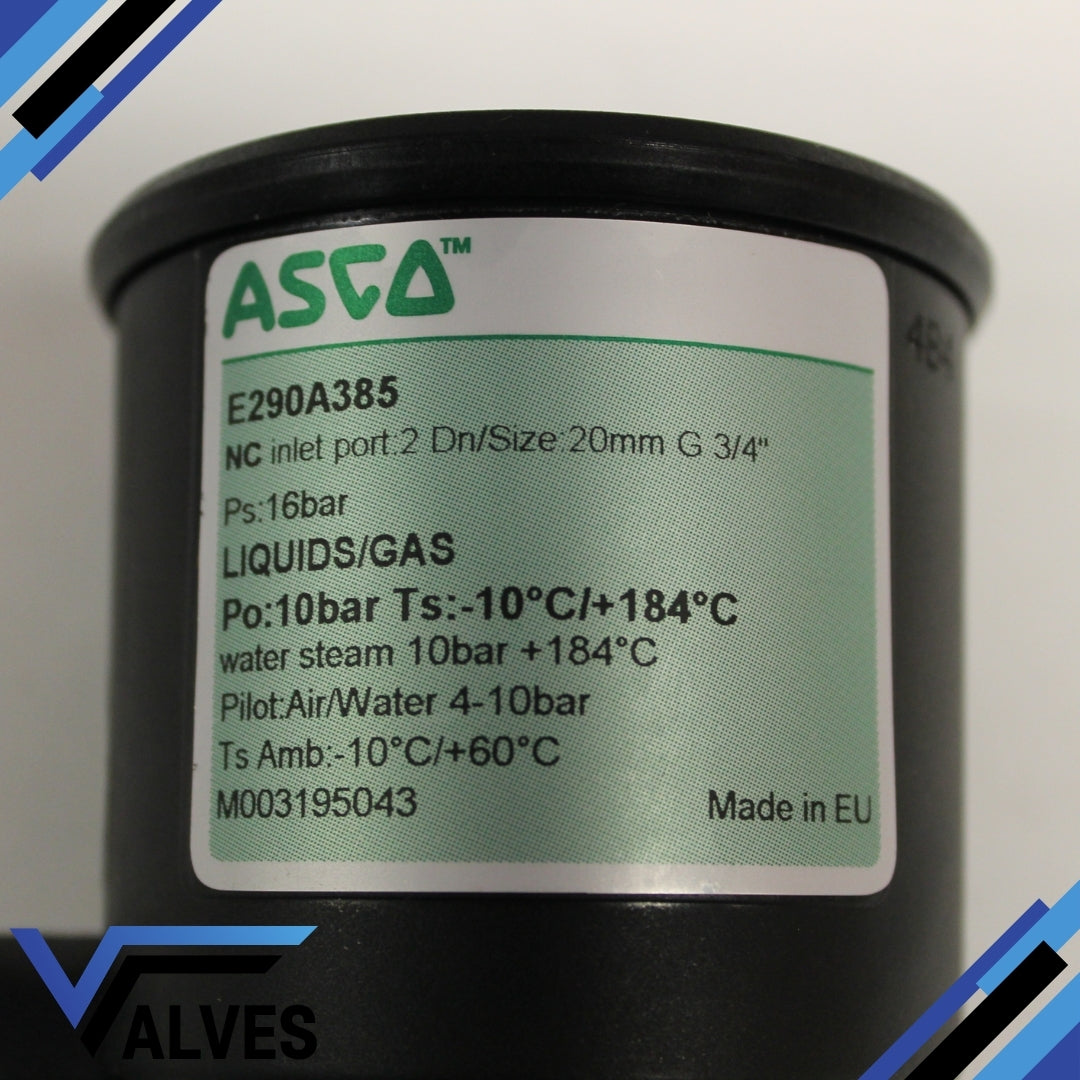 ASCO™
E290A385
NC inlet port:2 Dn/Size:20mm G 3/4"
Ps:16bar
LIQUIDS/GAS
Po:10bar Ts:-10°C/+184°C
water steam 10bar +184°C
Pilot:Air/Water 4-10bar
Ts Amb:-10°C/+60°C
M003195043 Made in EU
VALVES